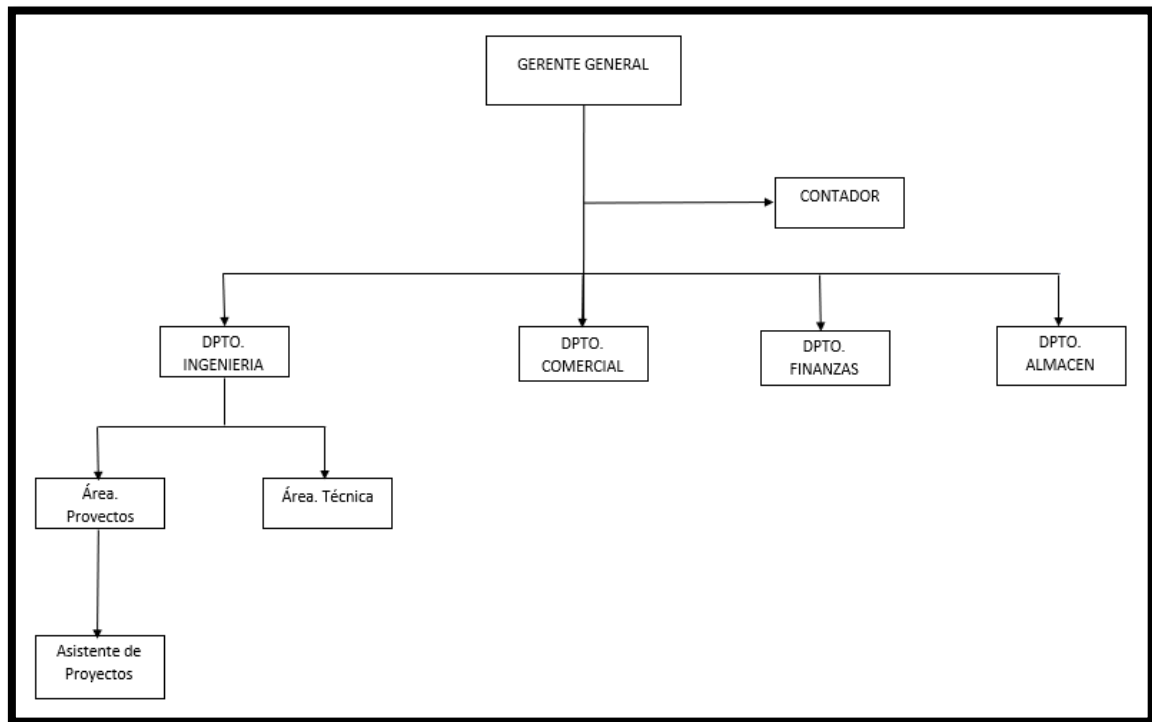 GERENTE GENERAL
CONTADOR
DPTO.
INGENIERIA
DPTO.
COMERCIAL
DPTO.
FINANZAS
DPTO.
ALMACEN
Área.
Proyectos
Área. Técnica
Asistente de
Proyectos